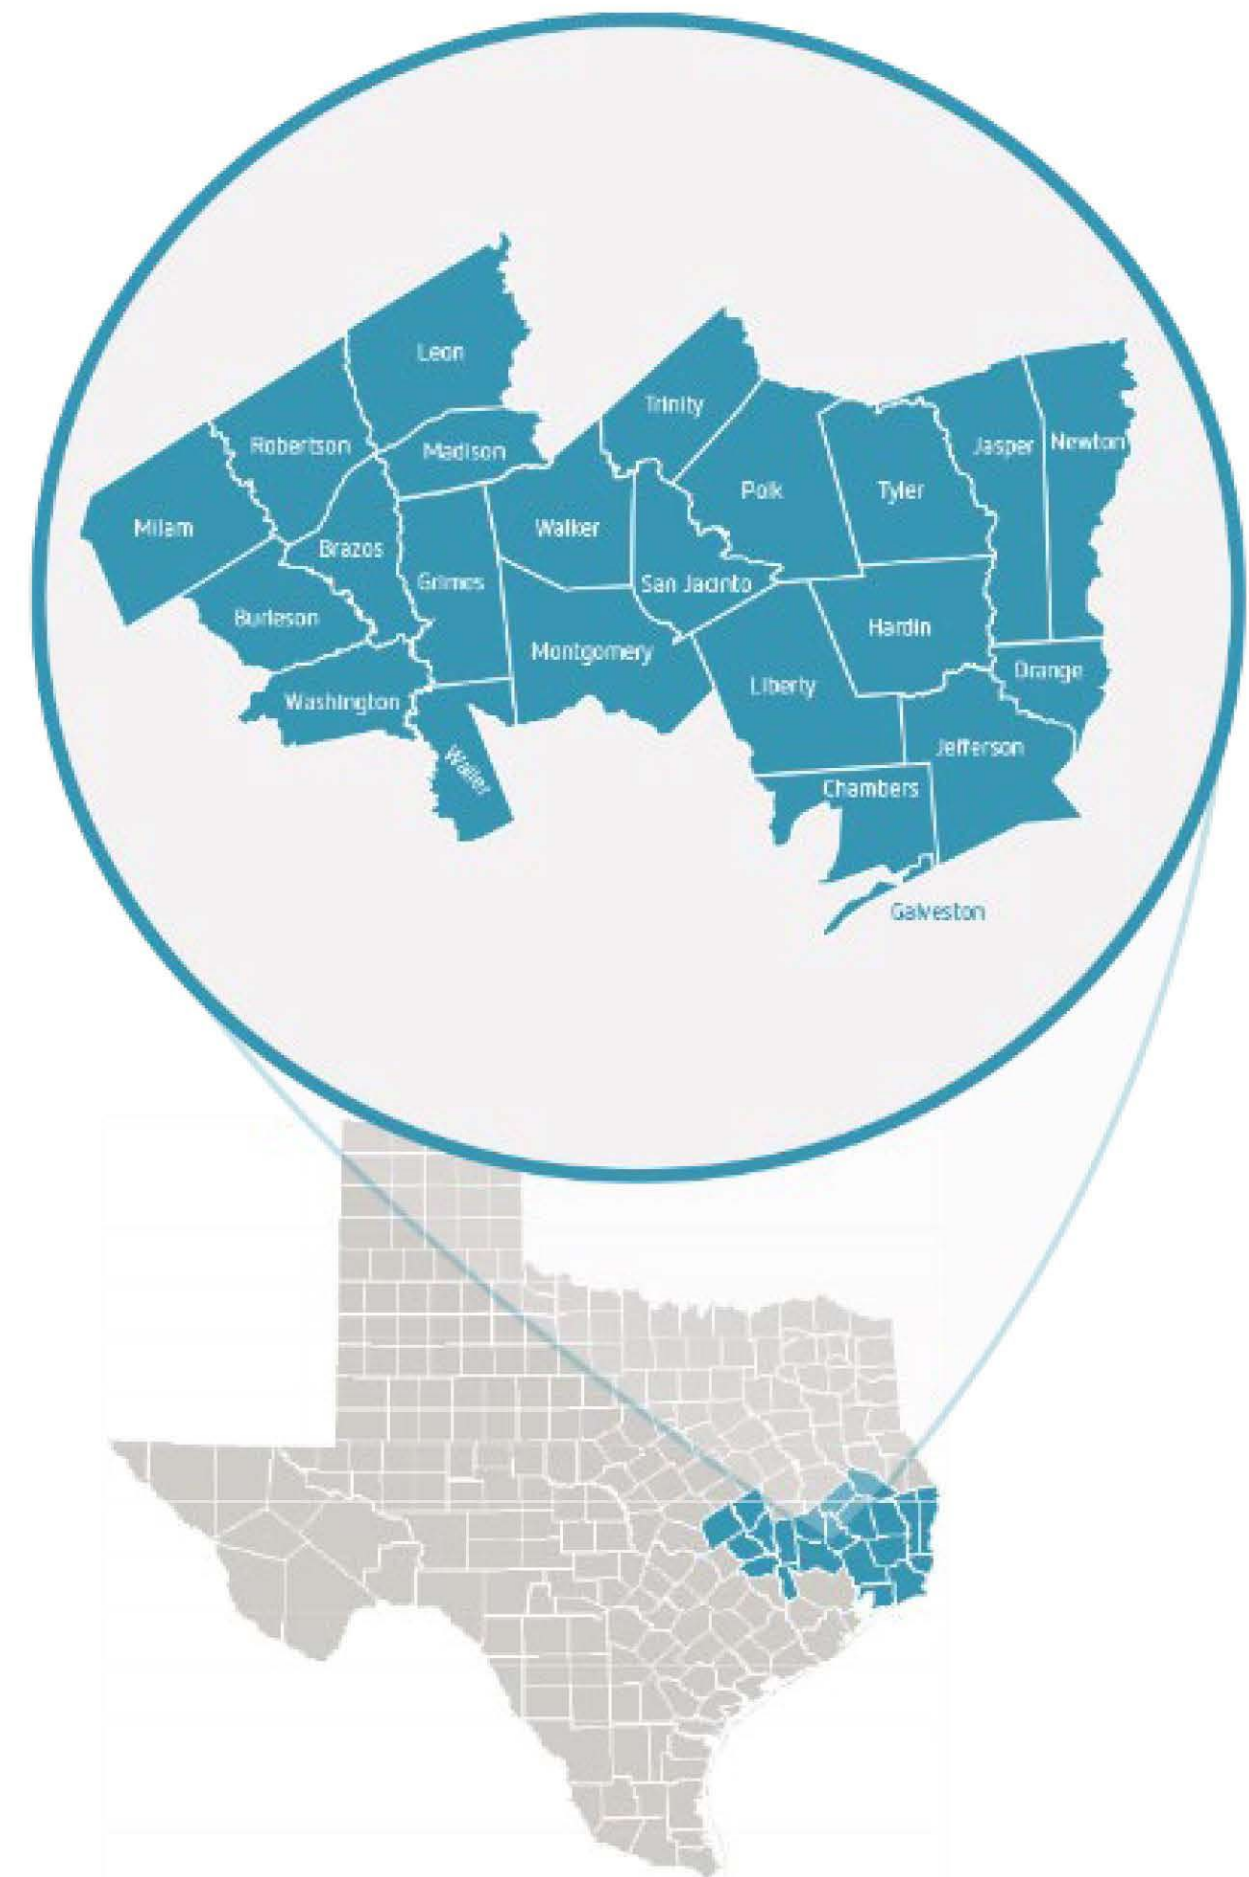 Leon
Trinity
Robertson
Madison
Jasper
Newton
Milam
Polk
Tyler
Brazos
Walker
Grimes
San Jacinto
Burleson
Hardin
Montgomery
Orange
Liberty
Washington
Jefferson
Waller
Chambers
Galveston